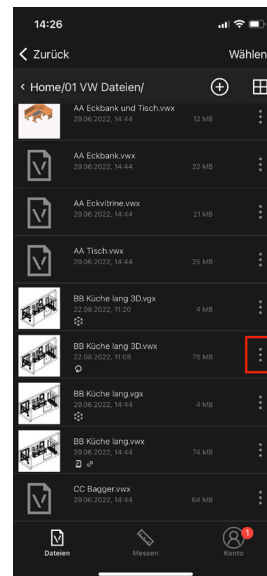 14:26
Zurück
Wählen
Home/01 VW Dateien/
AA Eckbank und Tisch.vwx
29.06.2022, 14:44 12 MB
AA Eckbank.vwx
29.06.2022, 14:44 22 MB
AA Eckvitrine.vwx
29.06.2022, 14:44 21 MB
AA Tisch.vwx
29.06.2022, 14:44 25 MB
BB Küche lang 3D.vgx
22.08.2022, 11:20 4 MB
BB Küche lang 3D.vwx
22.08.2022, 11:08 75 MB
BB Küche lang.vgx
29.06.2022, 14:44 4 MB
BB Küche lang.vwx
29.06.2022, 14:44 74 MB
CC Bagger.vwx
29.06.2022, 14:44 64 MB
1
Dateien Messen Konto